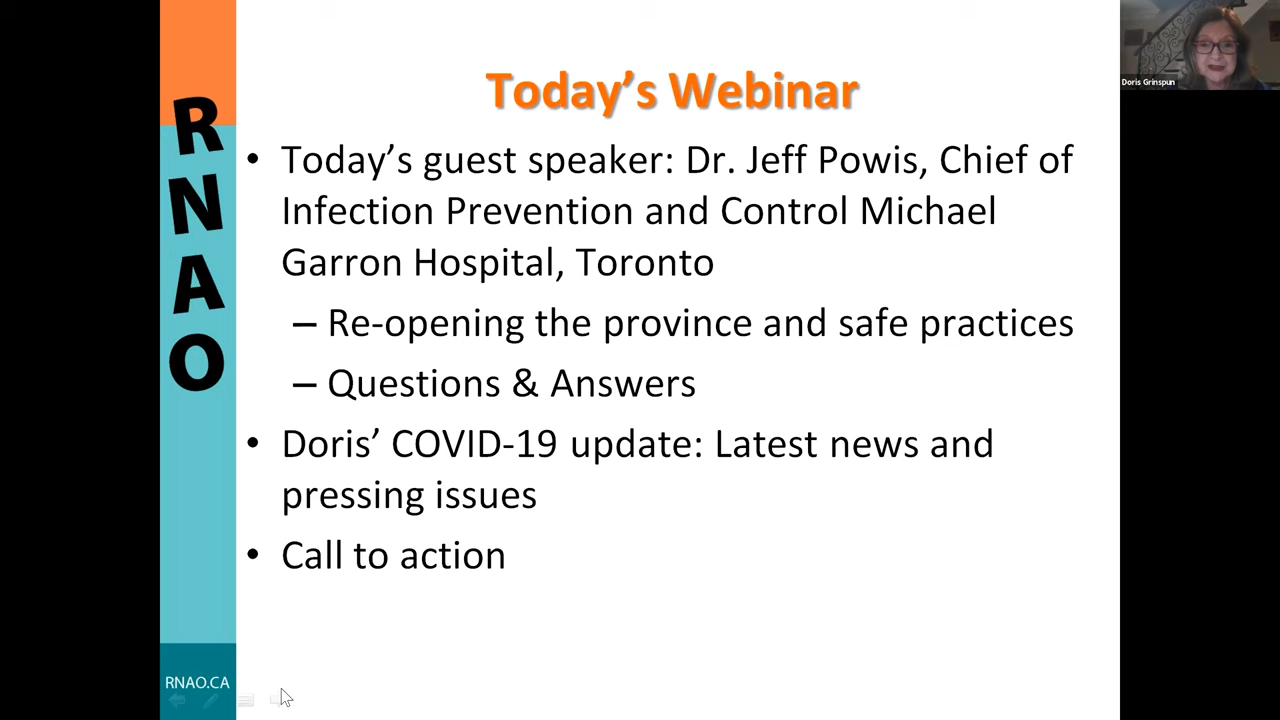 Today's Webinar
• Today's guest speaker: Dr. Jeff Powis, Chief of
Infection Prevention and Control Michael
Garron Hospital, Toronto
– Re-opening the province and safe practices
– Questions & Answers
• Doris' COVID-19 update: Latest news and
pressing issues
• Call to action
RNAO
RNAO.CA
Doris Grinspun